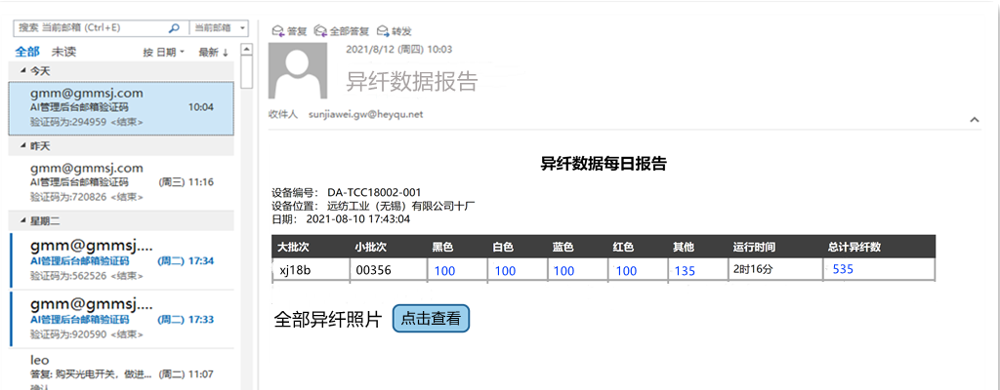 搜索 当前邮箱 (Ctrl+E) 当前邮箱
全部 未读 按 日期 最新 ↓
今天
gmm@gmmsj.com
AI管理后台邮箱验证码 10:04
验证码为:294959 <结束>
昨天
gmm@gmmsj.com
AI管理后台邮箱验证码 (周三) 11:16
验证码为:720826 <结束>
星期二
gmm@gmmsj....
AI管理后台邮箱验证码 (周二) 17:34
验证码为:562526 <结束>
gmm@gmmsj....
AI管理后台邮箱验证码 (周二) 17:33
验证码为:920590 <结束>
leo
答复: 购买光电开关，做进... (周二) 11:07
确认
答复 全部答复 转发
2021/8/12 (周四) 10:03
异纤数据报告
收件人 sunjiawei.gw@heyqu.net
异纤数据每日报告
设备编号： DA-TCC18002-001
设备位置： 远纺工业（无锡）有限公司十厂
日期： 2021-08-10 17:43:04
大批次 小批次 黑色 白色 蓝色 红色 其他 运行时间 总计异纤数
xj18b 00356 100 100 100 100 135 2时16分 535
全部异纤照片 点击查看